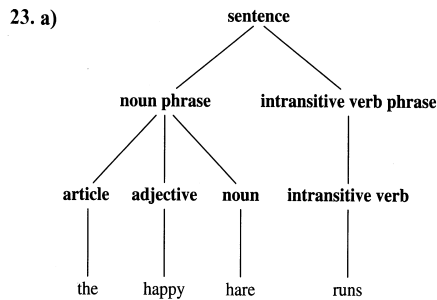 23. a) sentence
noun phrase intransitive verb phrase
article adjective noun intransitive verb
the happy hare runs